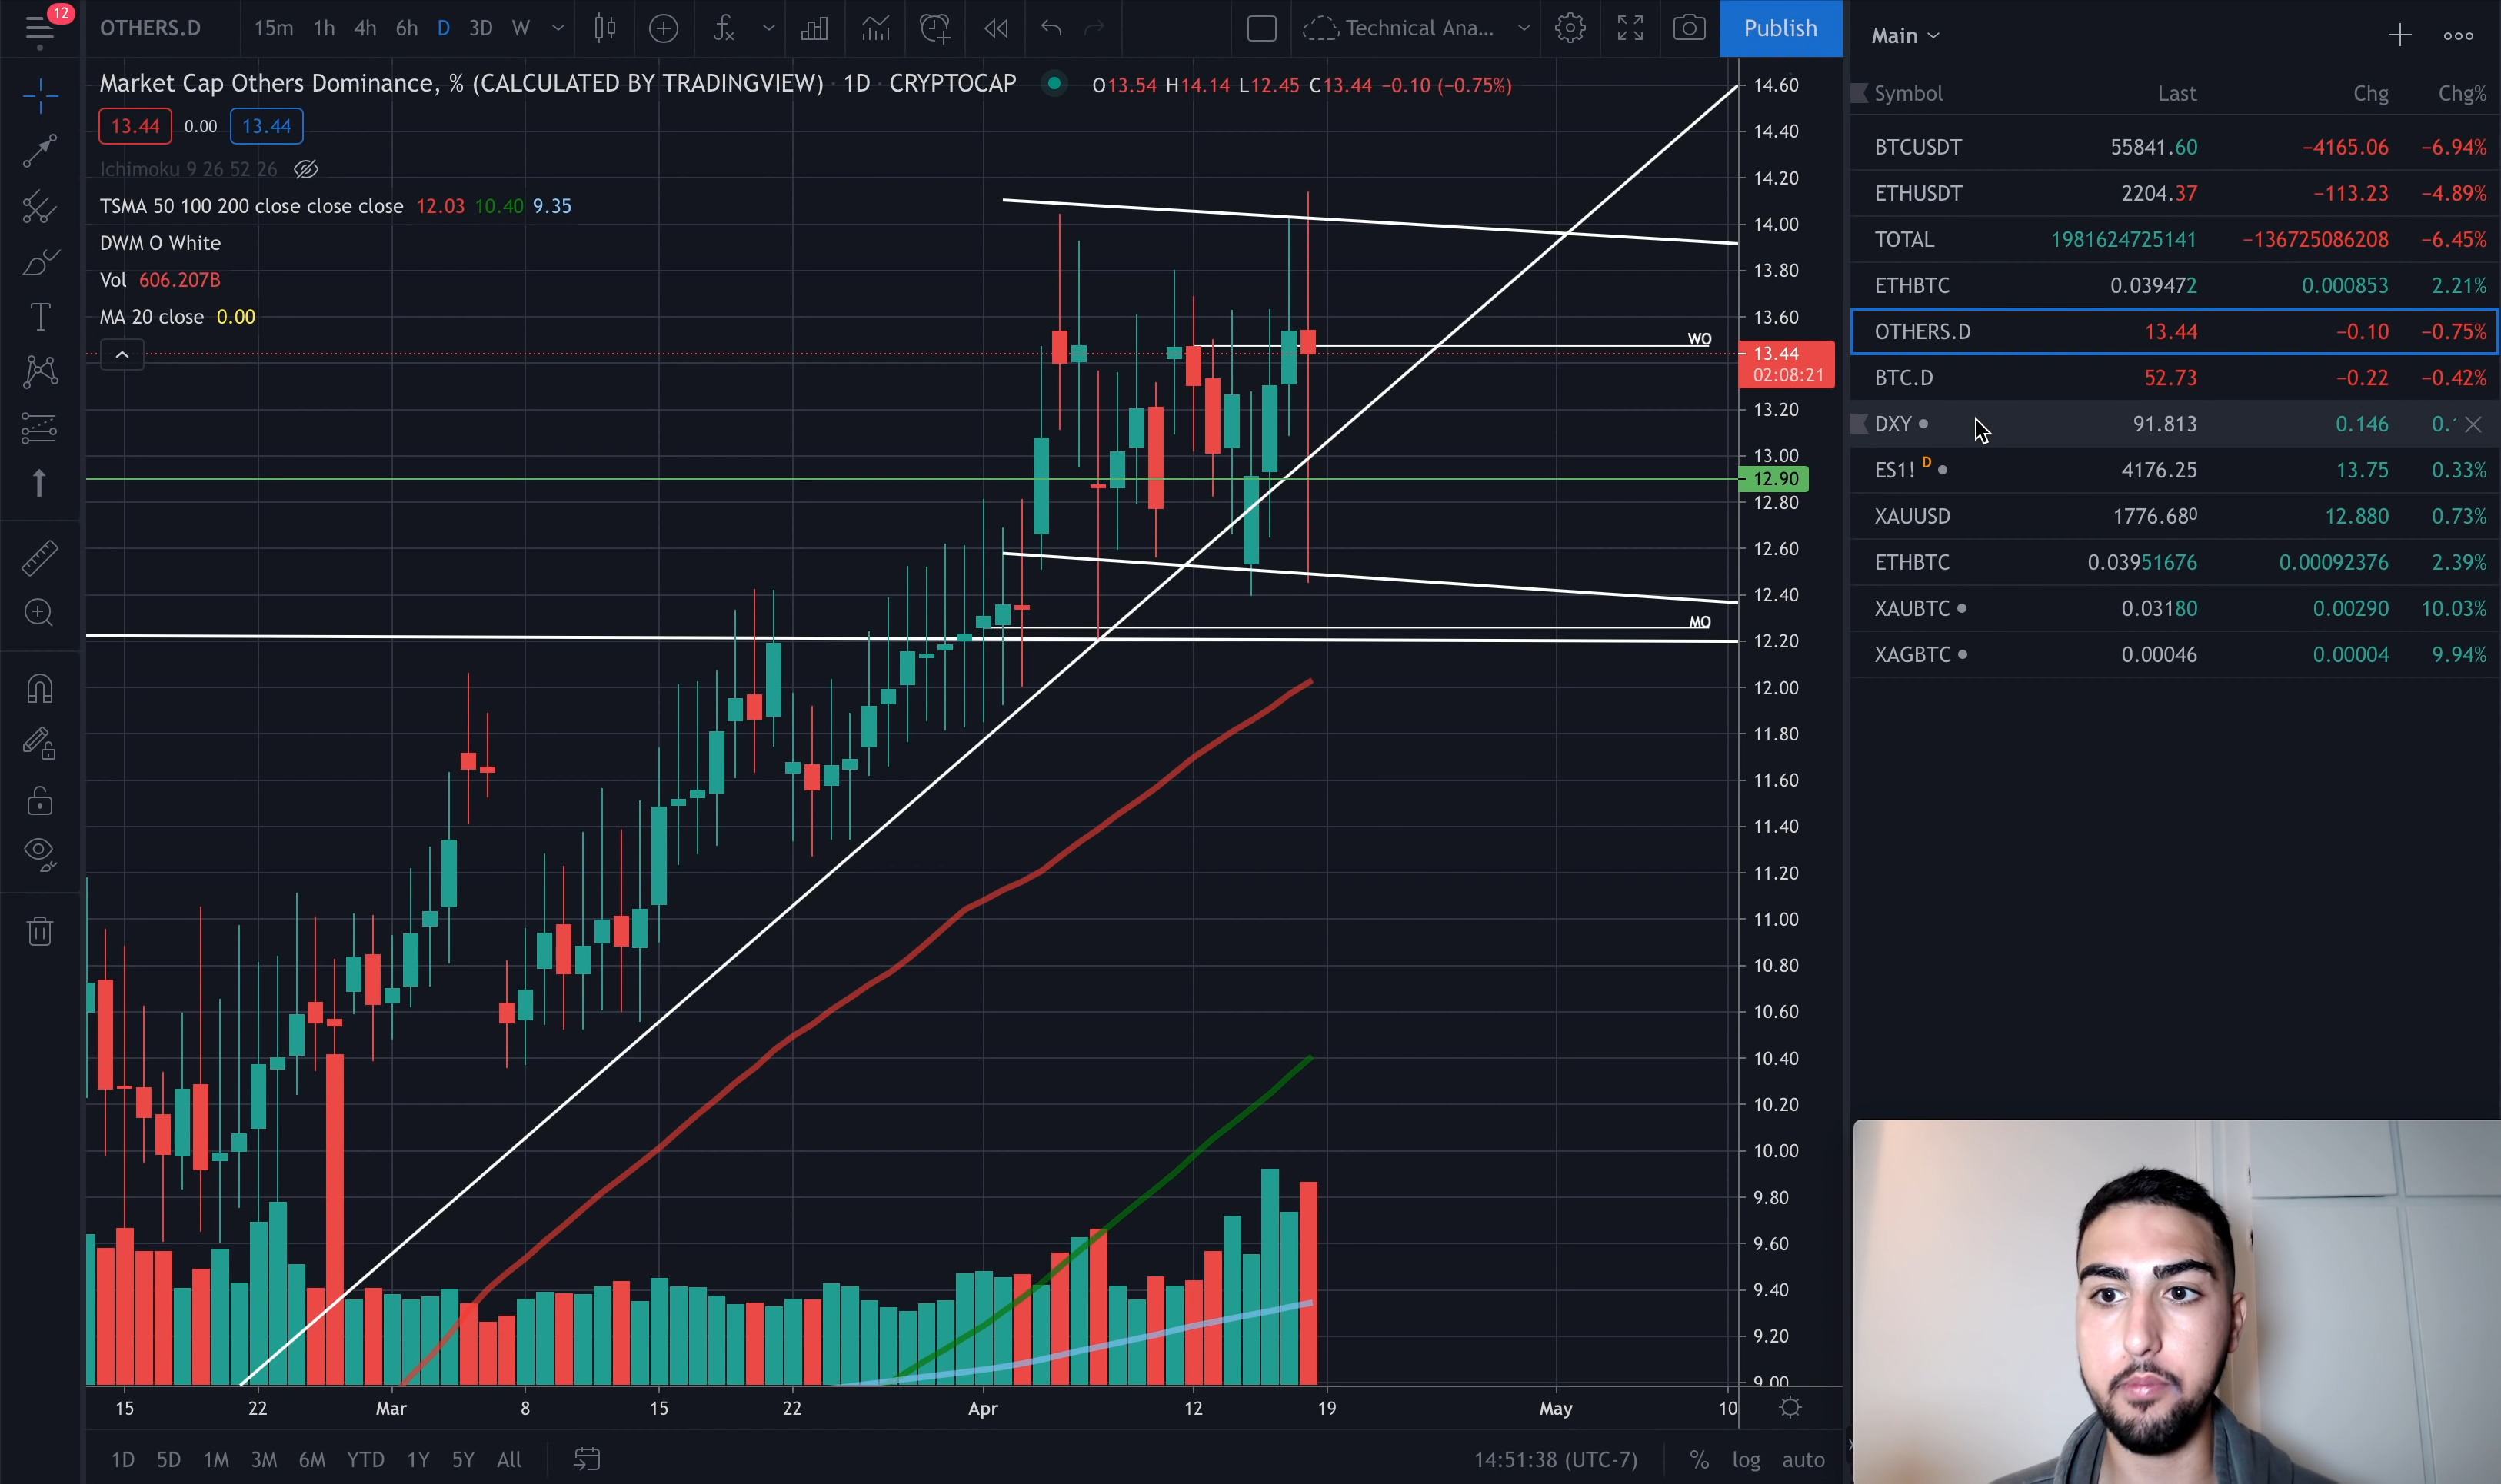 12
OTHERS.D 15m 1h 4h 6h D 3D W Technical Ana... Publish
Main
Market Cap Others Dominance, % (CALCULATED BY TRADINGVIEW) · 1D · CRYPTOCAP O13.54 H14.14 L12.45 C13.44 −0.10 (−0.75%)
13.44 0.00 13.44
Ichimoku 9 26 52 26
TSMA 50 100 200 close close close 12.03 10.40 9.35
DWM O White
Vol 606.207B
MA 20 close 0.00
WO
MO
14.60
14.40
14.20
14.00
13.80
13.60
13.44
02:08:21
13.20
13.00
12.90
12.80
12.60
12.40
12.20
12.00
11.80
11.60
11.40
11.20
11.00
10.80
10.60
10.40
10.20
10.00
9.80
9.60
9.40
9.20
9.00
15 22 Mar 8 15 22 Apr 12 19 May 10
1D 5D 1M 3M 6M YTD 1Y 5Y All 14:51:38 (UTC-7) % log auto
Symbol Last Chg Chg%
BTCUSDT 55841.60 −4165.06 −6.94%
ETHUSDT 2204.37 −113.23 −4.89%
TOTAL 1981624725141 −136725086208 −6.45%
ETHBTC 0.039472 0.000853 2.21%
OTHERS.D 13.44 −0.10 −0.75%
BTC.D 52.73 −0.22 −0.42%
DXY 91.813 0.146 0.
ES1! D 4176.25 13.75 0.33%
XAUUSD 1776.680 12.880 0.73%
ETHBTC 0.03951676 0.00092376 2.39%
XAUBTC 0.03180 0.00290 10.03%
XAGBTC 0.00046 0.00004 9.94%